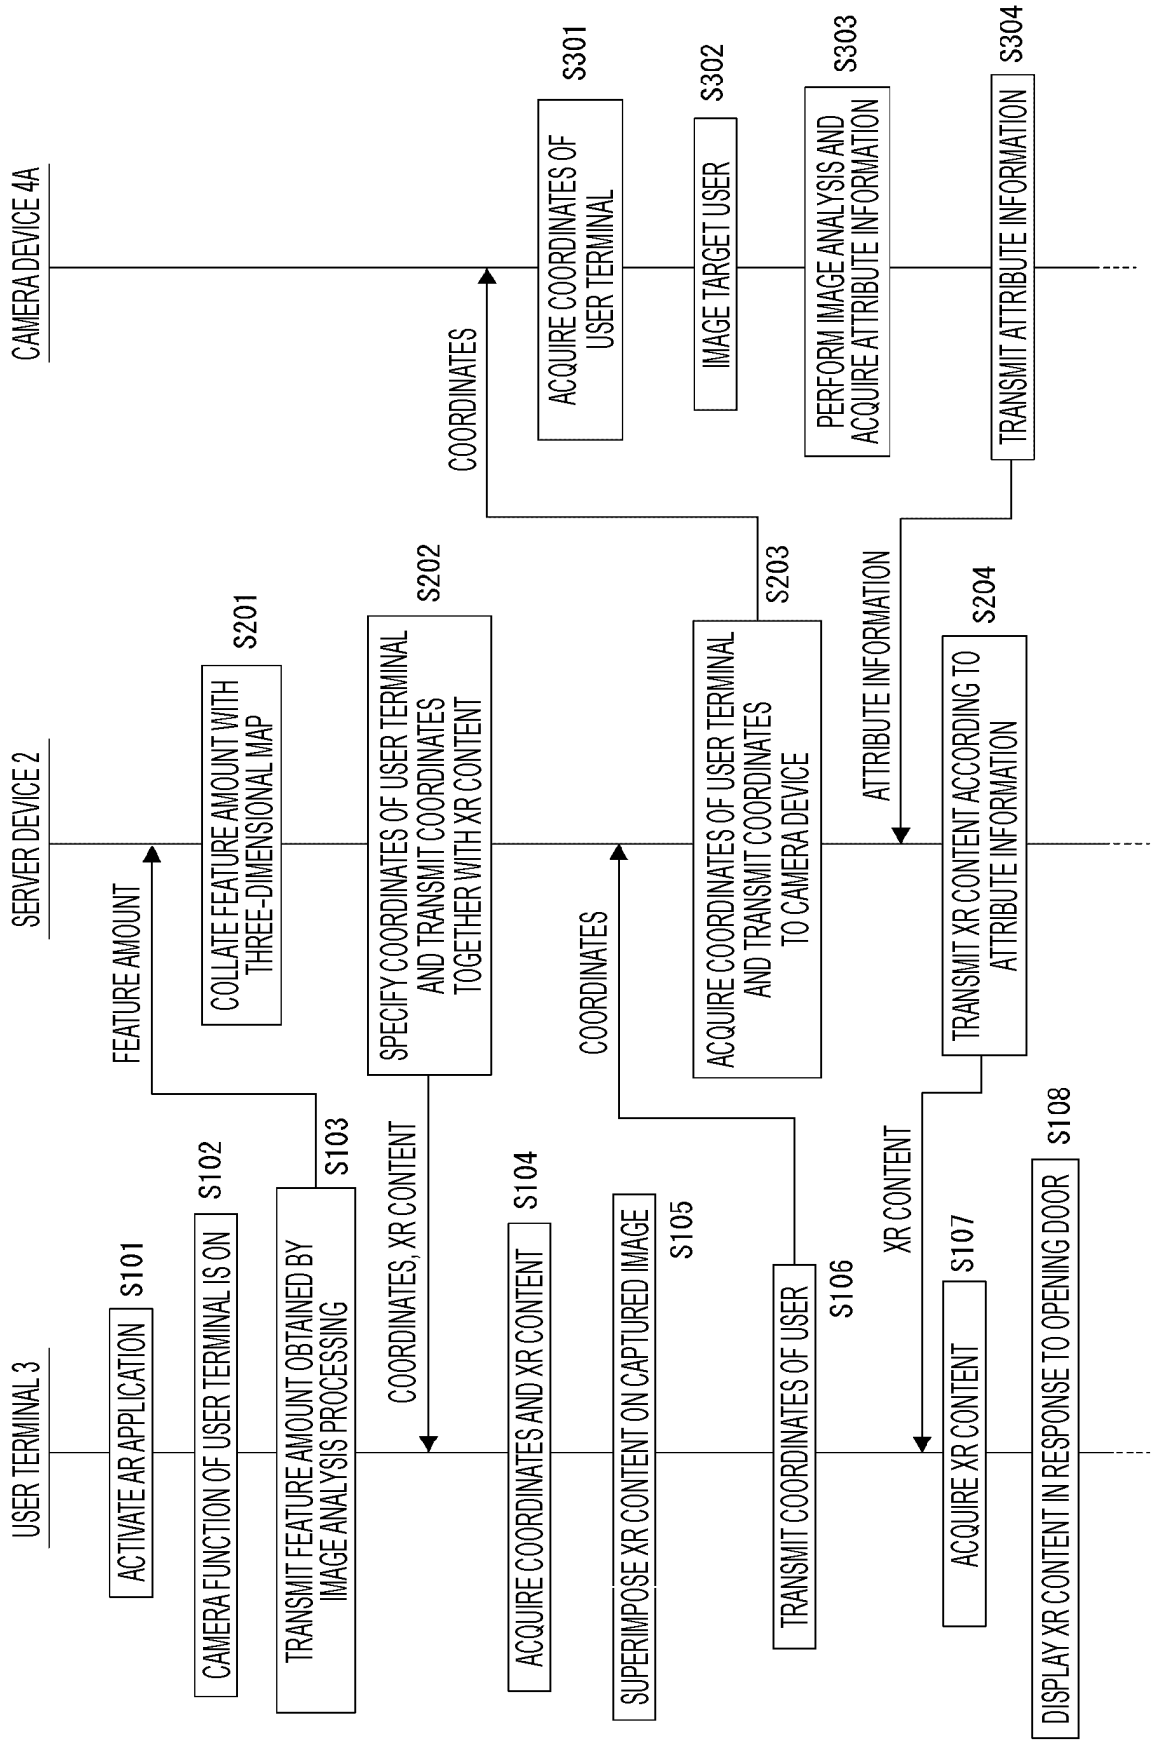 USER TERMINAL 3
SERVER DEVICE 2
CAMERA DEVICE 4A
ACTIVATE AR APPLICATION
S101
CAMERA FUNCTION OF USER TERMINAL IS ON
S102
TRANSMIT FEATURE AMOUNT OBTAINED BY
IMAGE ANALYSIS PROCESSING
S103
FEATURE AMOUNT
COLLATE FEATURE AMOUNT WITH
THREE-DIMENSIONAL MAP
S201
SPECIFY COORDINATES OF USER TERMINAL
AND TRANSMIT COORDINATES
TOGETHER WITH XR CONTENT
S202
COORDINATES, XR CONTENT
ACQUIRE COORDINATES AND XR CONTENT
S104
SUPERIMPOSE XR CONTENT ON CAPTURED IMAGE
S105
TRANSMIT COORDINATES OF USER
S106
COORDINATES
ACQUIRE COORDINATES OF USER TERMINAL
AND TRANSMIT COORDINATES
TO CAMERA DEVICE
S203
COORDINATES
ACQUIRE COORDINATES OF
USER TERMINAL
S301
IMAGE TARGET USER
S302
PERFORM IMAGE ANALYSIS AND
ACQUIRE ATTRIBUTE INFORMATION
S303
TRANSMIT ATTRIBUTE INFORMATION
S304
ATTRIBUTE INFORMATION
TRANSMIT XR CONTENT ACCORDING TO
ATTRIBUTE INFORMATION
S204
XR CONTENT
ACQUIRE XR CONTENT
S107
DISPLAY XR CONTENT IN RESPONSE TO OPENING DOOR
S108